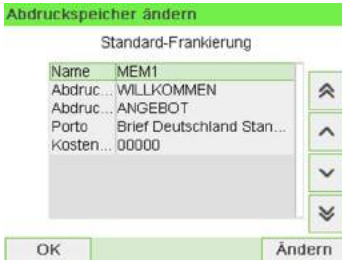 Abdruckspeicher ändern
Standard-Frankierung
Name MEM1
Abdruc... WILLKOMMEN
Abdruc... ANGEBOT
Porto Brief Deutschland Stan...
Kosten... 00000
OK Ändern